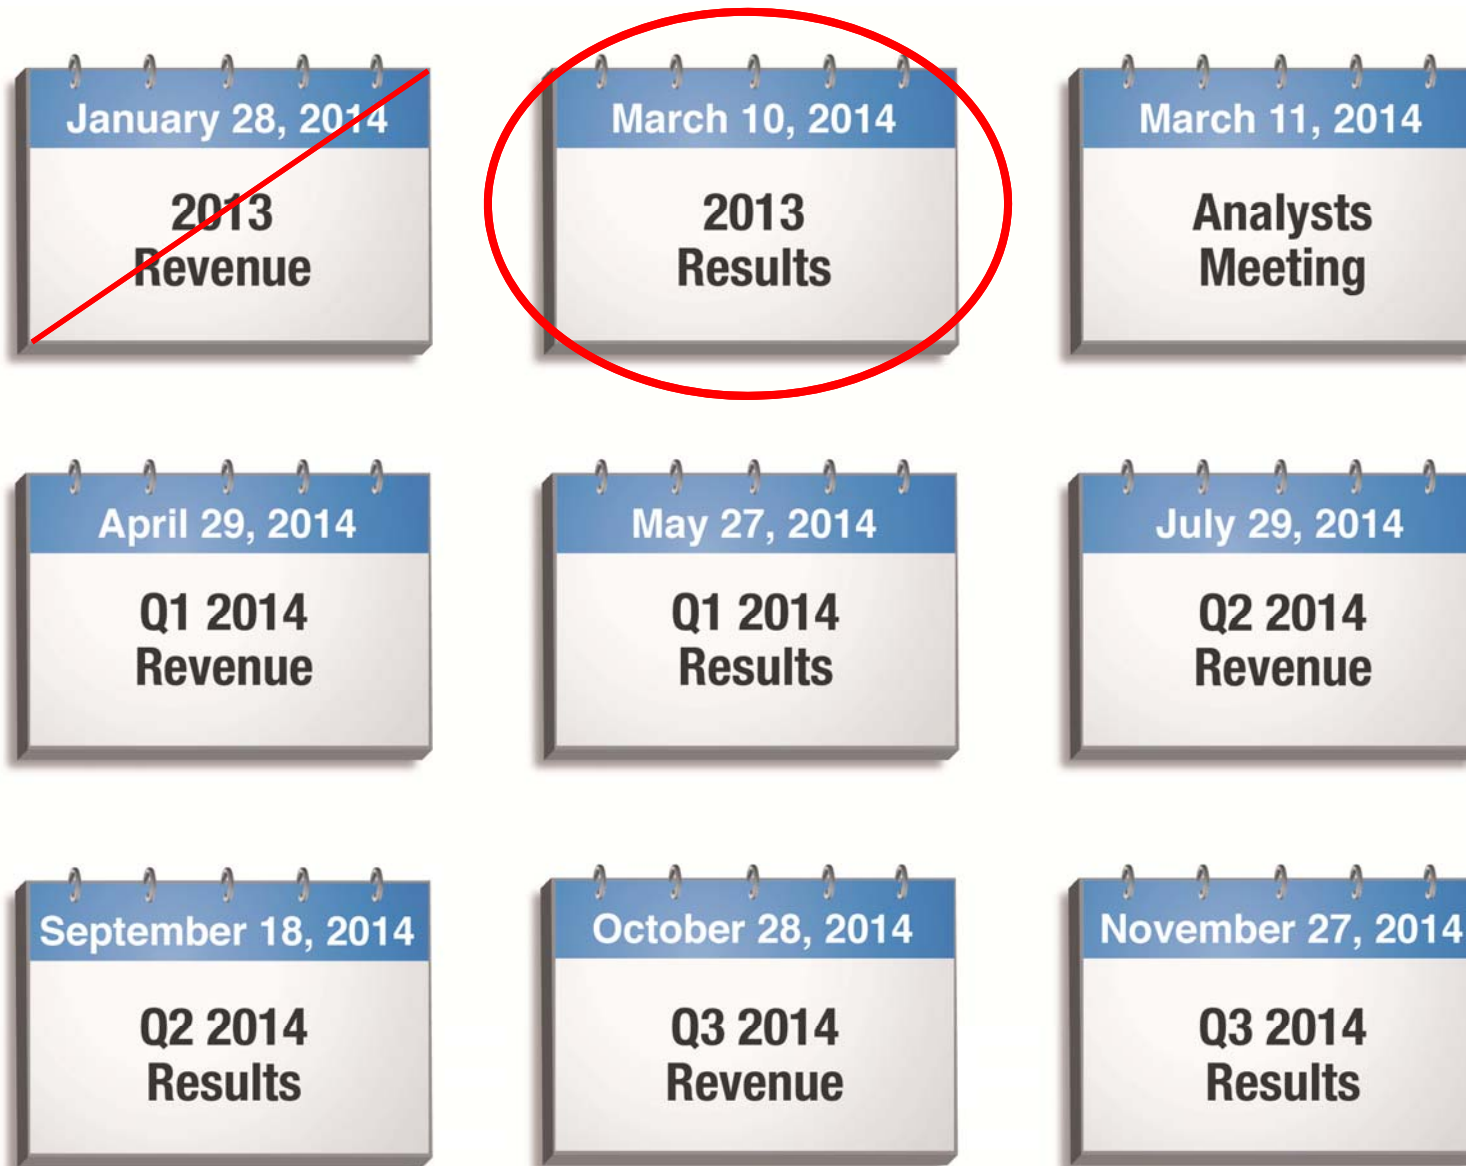 January 28, 2014
2013
Revenue
March 10, 2014
2013
Results
March 11, 2014
Analysts
Meeting
April 29, 2014
Q1 2014
Revenue
May 27, 2014
Q1 2014
Results
July 29, 2014
Q2 2014
Revenue
September 18, 2014
Q2 2014
Results
October 28, 2014
Q3 2014
Revenue
November 27, 2014
Q3 2014
Results